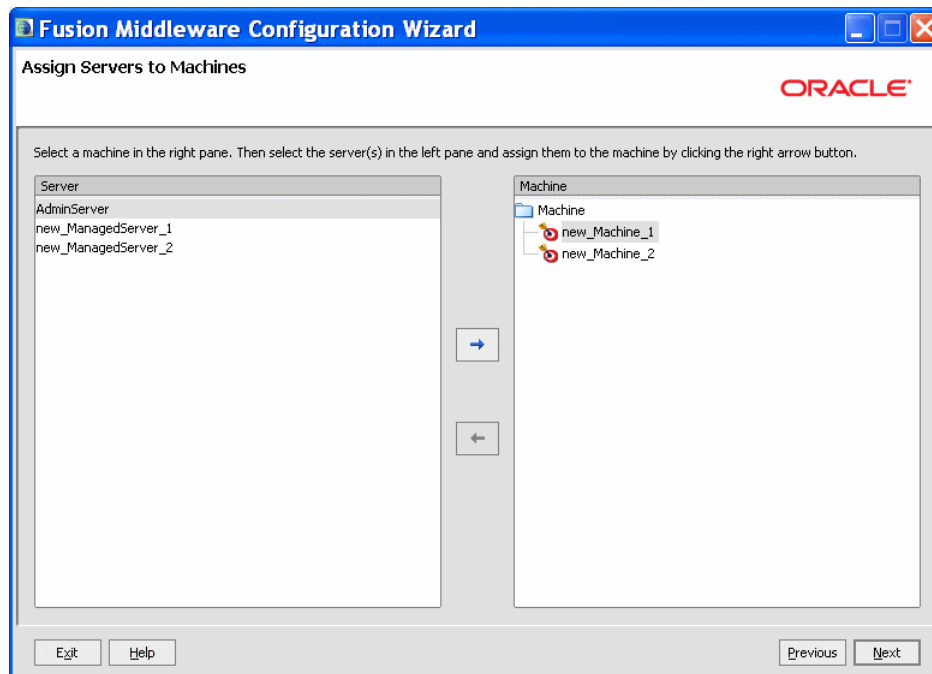 Fusion Middleware Configuration Wizard
Assign Servers to Machines
ORACLE
Select a machine in the right pane. Then select the server(s) in the left pane and assign them to the machine by clicking the right arrow button.
Server
AdminServer
new_ManagedServer_1
new_ManagedServer_2
Machine
Machine
new_Machine_1
new_Machine_2
Exit Help Previous Next